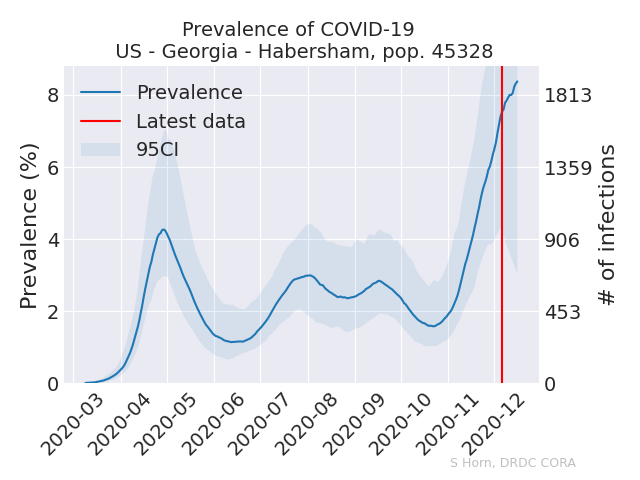 Prevalence of COVID-19
US - Georgia - Habersham, pop. 45328
Prevalence
Latest data
95CI
Prevalence (%)
8
6
4
2
0
1813
1359
906
453
0
# of infections
2020-03
2020-04
2020-05
2020-06
2020-07
2020-08
2020-09
2020-10
2020-11
2020-12
S Horn, DRDC CORA